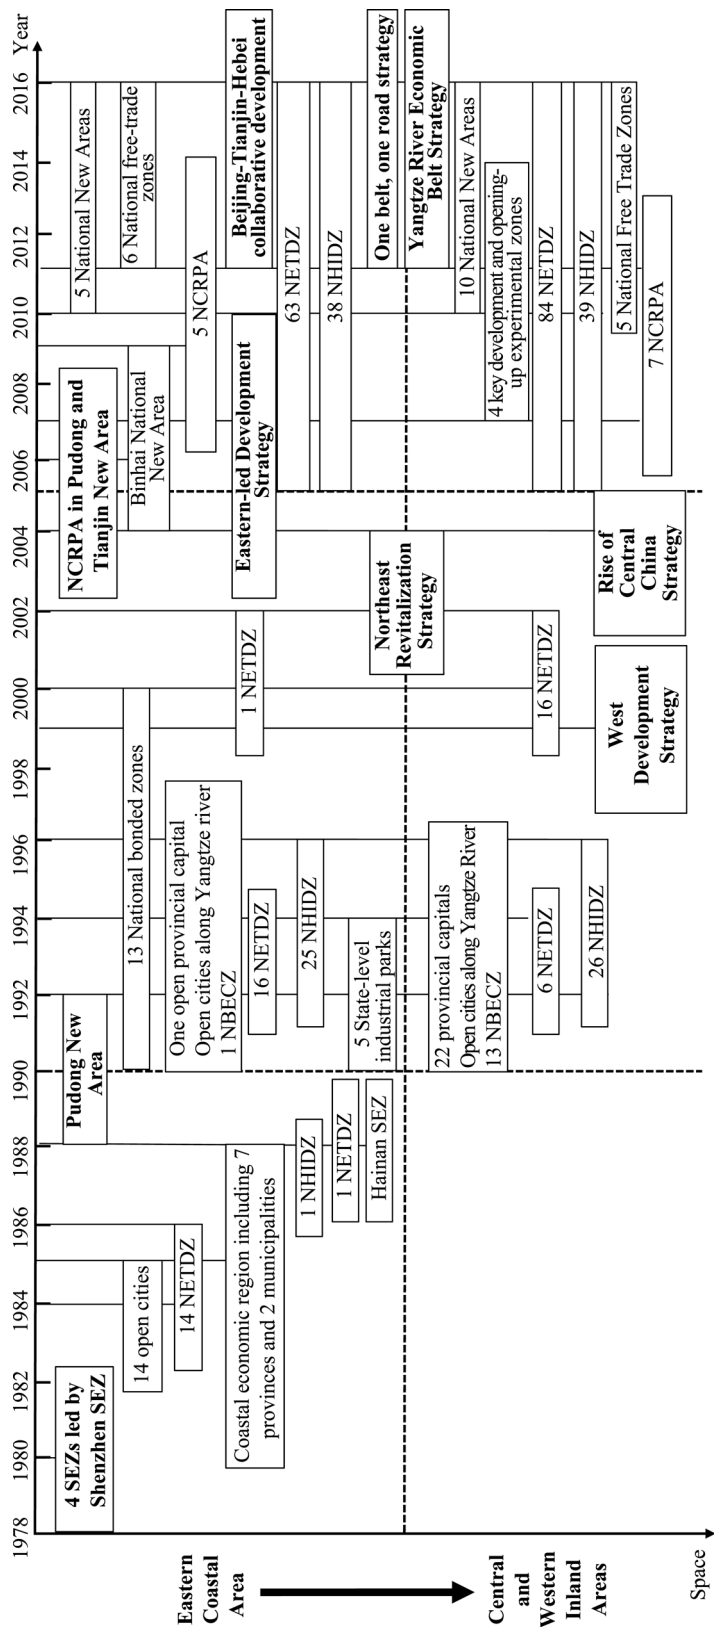 Year
2016
2014
2012
2010
2008
2006
2004
2002
2000
1998
1996
1994
1992
1990
1988
1986
1984
1982
1980
1978
Eastern
Coastal
Area
Central
and
Western
Inland
Areas
Space
4 SEZs led by
Shenzhen SEZ
14 open cities
14 NETDZ
Coastal economic region including 7
provinces and 2 municipalities
1 NHIDZ
1 NETDZ
Hainan SEZ
Pudong New
Area
13 National bonded zones
One open provincial capital
Open cities along Yangtze river
1 NBECZ
16 NETDZ
25 NHIDZ
5 State-level
industrial parks
22 provincial capitals
Open cities along Yangtze River
13 NBECZ
6 NETDZ
26 NHIDZ
1 NETDZ
16 NETDZ
West
Development
Strategy
NCRPA in Pudong and
Tianjin New Area
Binhai National
New Area
5 NCRPA
Eastern-led Development
Strategy
Northeast
Revitalization
Strategy
Rise of
Central
China
Strategy
5 National New Areas
6 National free-trade
zones
Beijing-Tianjin-Hebei
collaborative development
63 NETDZ
38 NHIDZ
One belt, one road strategy
Yangtze River Economic
Belt Strategy
10 National New Areas
4 key development and opening-
up experimental zones
84 NETDZ
39 NHIDZ
5 National Free Trade Zones
7 NCRPA